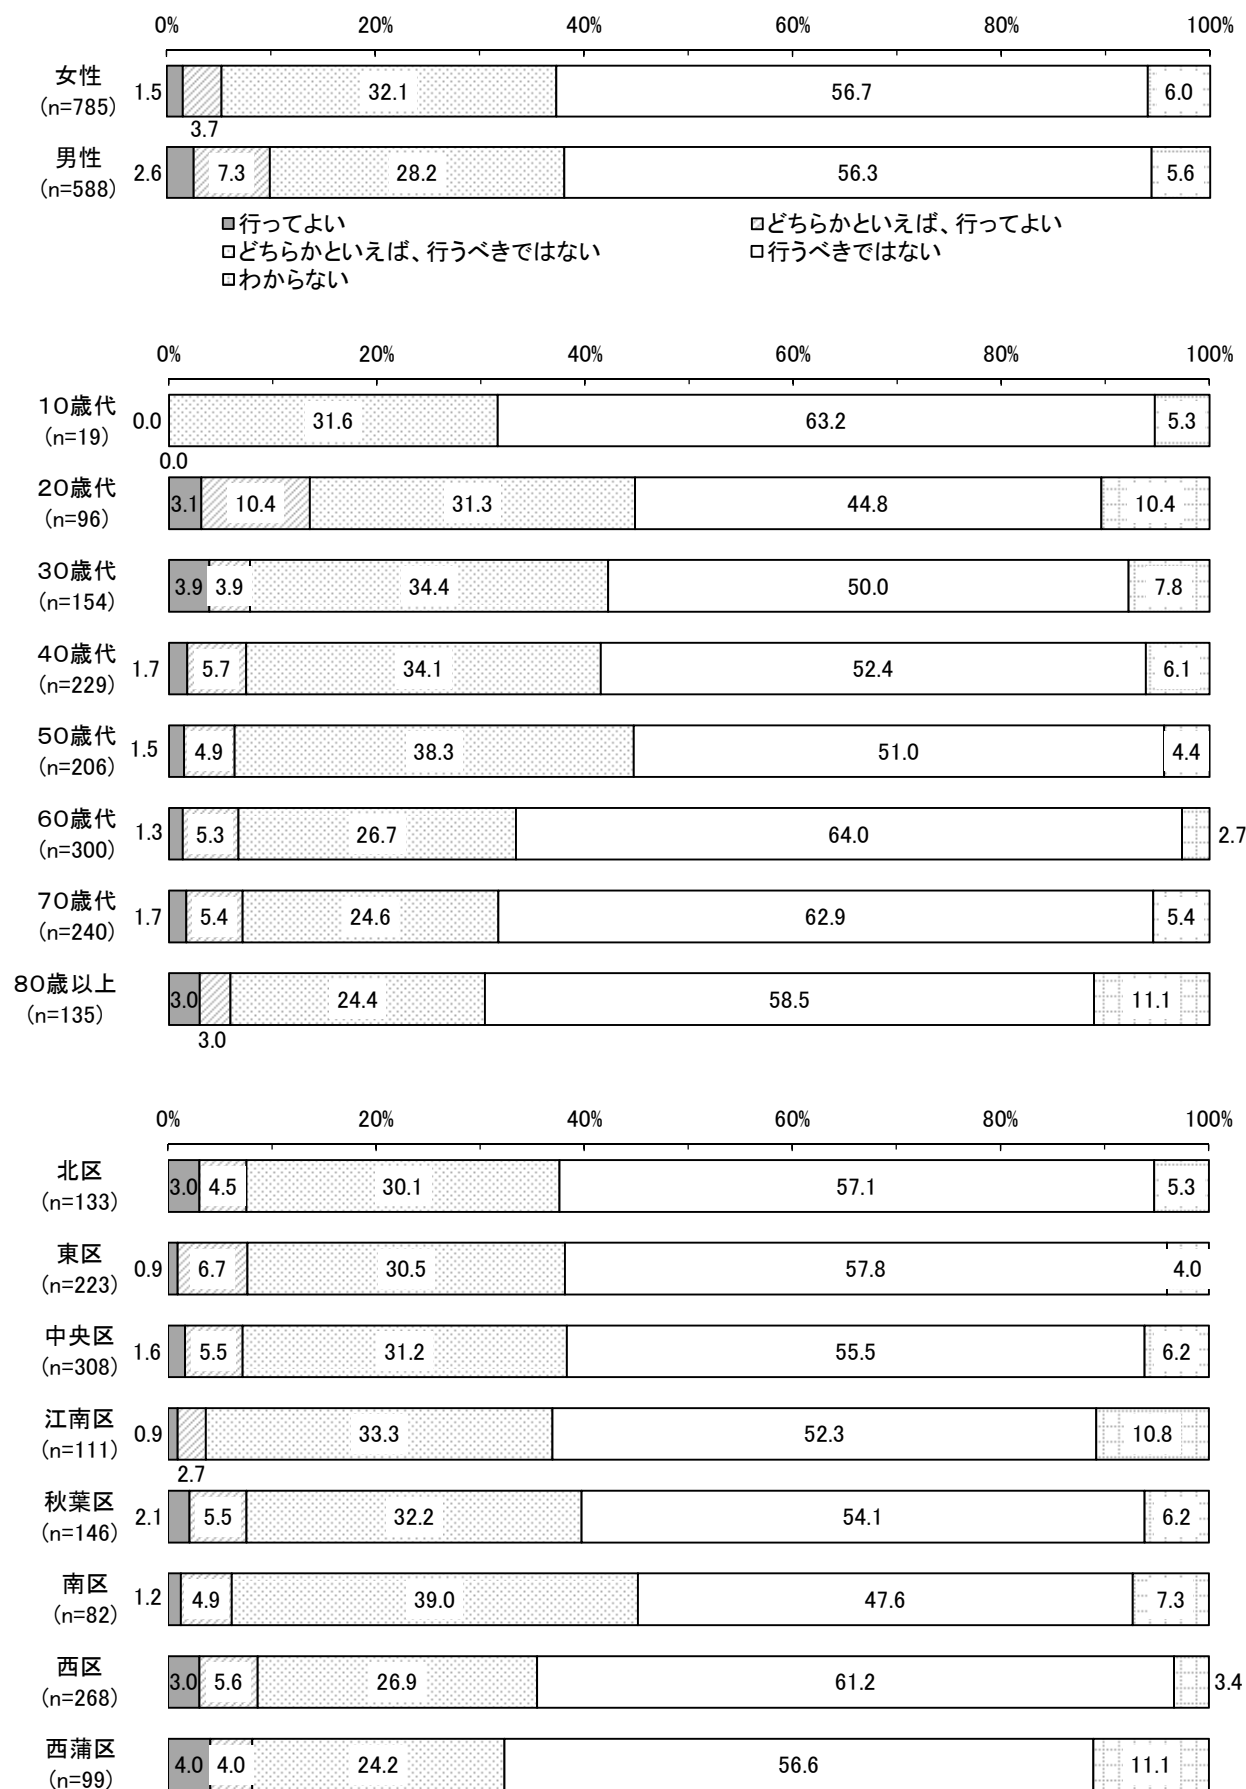 0% 20% 40% 60% 80% 100%
女性 1.5 32.1 56.7 6.0
(n=785)
3.7
男性 2.6 7.3 28.2 56.3 5.6
(n=588)
行ってよい どちらかといえば、行ってよい
どちらかといえば、行うべきではない 行うべきではない
わからない
0% 20% 40% 60% 80% 100%
10歳代 0.0 31.6 63.2 5.3
(n=19)
0.0
20歳代 3.1 10.4 31.3 44.8 10.4
(n=96)
30歳代 3.9 3.9 34.4 50.0 7.8
(n=154)
40歳代 1.7 5.7 34.1 52.4 6.1
(n=229)
50歳代 1.5 4.9 38.3 51.0 4.4
(n=206)
60歳代 1.3 5.3 26.7 64.0 2.7
(n=300)
70歳代 1.7 5.4 24.6 62.9 5.4
(n=240)
80歳以上 3.0 24.4 58.5 11.1
(n=135)
3.0
0% 20% 40% 60% 80% 100%
北区 3.0 4.5 30.1 57.1 5.3
(n=133)
東区 0.9 6.7 30.5 57.8 4.0
(n=223)
中央区 1.6 5.5 31.2 55.5 6.2
(n=308)
江南区 0.9 33.3 52.3 10.8
(n=111)
2.7
秋葉区 2.1 5.5 32.2 54.1 6.2
(n=146)
南区 1.2 4.9 39.0 47.6 7.3
(n=82)
西区 3.0 5.6 26.9 61.2 3.4
(n=268)
西蒲区 4.0 4.0 24.2 56.6 11.1
(n=99)